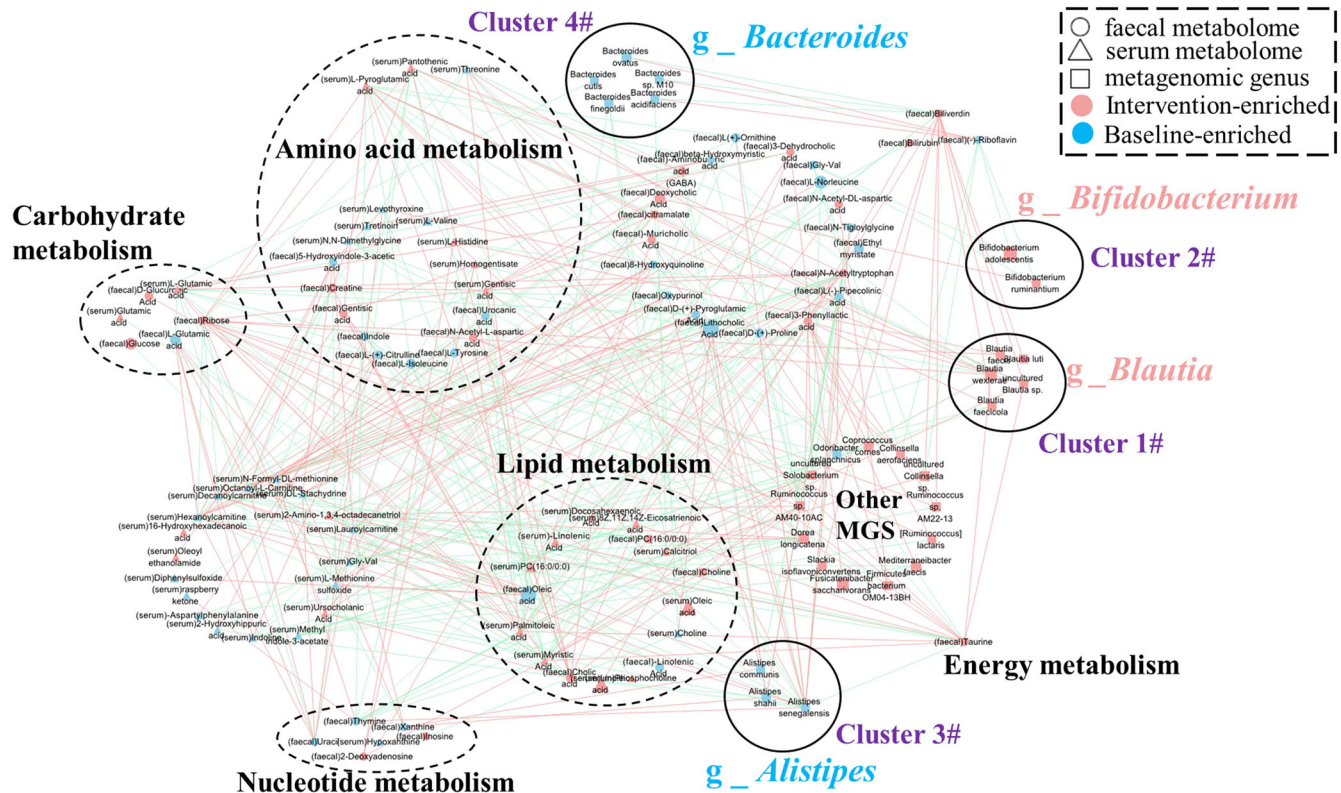 Cluster 4#
g _ Bacteroides
Bacteroides
ovatus
Bacteroides
cutis
Bacteroides
sp. M10
Bacteroides
finegoldii
Bacteroides
acidifaciens
faecal metabolome
serum metabolome
metagenomic genus
Intervention-enriched
Baseline-enriched
(serum)Pantothenic
acid
(serum)Threonine
(serum)L-Pyroglutamic
acid
Amino acid metabolism
(serum)Levothyroxine
(serum)L-Valine
(serum)Tretinoin
(serum)N,N-Dimethylglycine
(serum)L-Histidine
(faecal)5-Hydroxyindole-3-acetic
acid
(serum)Homogentisate
(faecal)Creatine
(serum)Gentisic
acid
(faecal)Gentisic
acid
(faecal)Urocanic
acid
(faecal)N-Acetyl-L-aspartic
acid
(faecal)Indole
(faecal)L-(+)-Citrulline
(faecal)L-Tyrosine
(faecal)L-Isoleucine
Carbohydrate
metabolism
(serum)L-Glutamic
acid
(faecal)D-Glucuronic
Acid
(serum)Glutamic
acid
(faecal)Ribose
(faecal)L-Glutamic
acid
(faecal)Glucose
(faecal)L(+)-Ornithine
(faecal)beta-Hydroxymyristic
acid
(faecal)3-Dehydrocholic
acid
(faecal)-Aminobutyric
acid
(GABA)
(faecal)Gly-Val
(faecal)L-Norleucine
(faecal)Deoxycholic
Acid
(faecal)citramalate
(faecal)N-Acetyl-DL-aspartic
acid
(faecal)-Muricholic
Acid
(faecal)N-Tigloylglycine
(faecal)Ethyl
myristate
(faecal)8-Hydroxyquinoline
(faecal)N-Acetyltryptophan
(faecal)Oxypurinol
(faecal)L(-)-Pipecolinic
acid
(faecal)D-(+)-Pyroglutamic
Acid
(faecal)Lithocholic
Acid
(faecal)D-(+)-Proline
(faecal)3-Phenyllactic
acid
(faecal)Biliverdin
(faecal)Bilirubin
(faecal)(-)-Riboflavin
g _ Bifidobacterium
Bifidobacterium
adolescentis
Bifidobacterium
ruminantium
Cluster 2#
Blautia
faecis
Blautia luti
Blautia
wexlerae
uncultured
Blautia sp.
Blautia
faecicola
g _ Blautia
Cluster 1#
Other
MGS
Odoribacter
splanchnicus
Coprococcus
comes
Collinsella
aerofaciens
uncultured
Solobacterium
sp.
uncultured
Collinsella
sp.
Ruminococcus
sp.
AM40-10AC
Ruminococcus
sp.
AM22-13
Dorea
longicatena
[Ruminococcus]
lactaris
Slackia
isoflavoniconvertens
Mediterraneibacter
faecis
Fusicatenibacter
saccharivorans
Firmicutes
bacterium
OM04-13BH
(faecal)Taurine
Energy metabolism
Lipid metabolism
(serum)Docosahexaenoic
Acid
(serum)8Z,11Z,14Z-Eicosatrienoic
acid
(faecal)PC(16:0/0:0)
(serum)-Linolenic
Acid
(serum)Calcitriol
(serum)PC(16:0/0:0)
(faecal)Choline
(faecal)Oleic
acid
(serum)Oleic
acid
(serum)Palmitoleic
acid
(serum)Choline
(serum)Myristic
Acid
(faecal)Cholic
acid
(faecal)-Linolenic
Acid
(serum)N-Formyl-DL-methionine
(serum)Octanoyl-L-Carnitine
(serum)DL-Stachydrine
(serum)Decanoylcarnitine
(serum)Hexanoylcarnitine
(serum)2-Amino-1,3,4-octadecanetriol
(serum)16-Hydroxyhexadecanoic
acid
(serum)Lauroylcarnitine
(serum)Oleoyl
ethanolamide
(serum)Gly-Val
(serum)Diphenylsulfoxide
(serum)L-Methionine
sulfoxide
(serum)raspberry
ketone
(serum)Ursocholanic
Acid
(serum)-Aspartylphenylalanine
(serum)2-Hydroxyhippuric
acid
(serum)Indoline
(serum)Methyl
indole-3-acetate
(faecal)Thymine
(faecal)Xanthine
(faecal)Inosine
(faecal)Uracil
(serum)Hypoxanthine
(faecal)2-Deoxyadenosine
Nucleotide metabolism
Alistipes
communis
Alistipes
shahii
Alistipes
senegalensis
Cluster 3#
g _ Alistipes